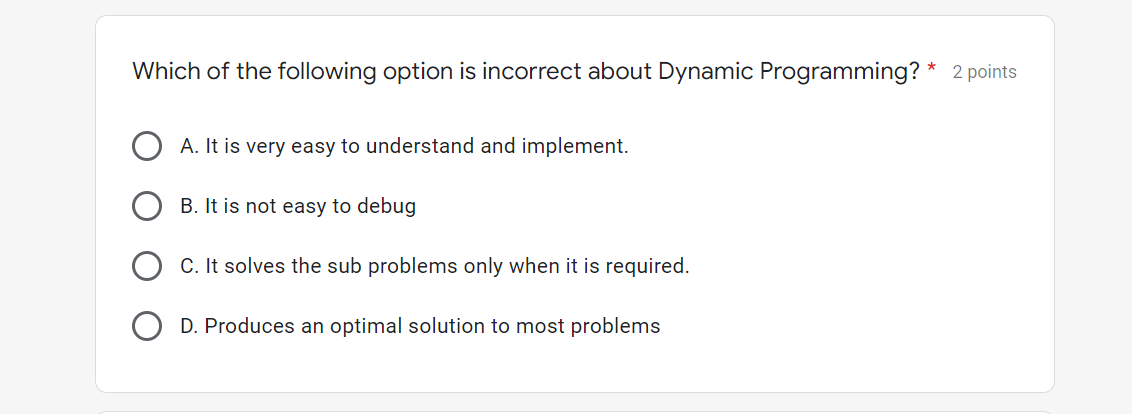 Which of the following option is incorrect about Dynamic Programming? * 2 points
A. It is very easy to understand and implement.
B. It is not easy to debug
C. It solves the sub problems only when it is required.
D. Produces an optimal solution to most problems